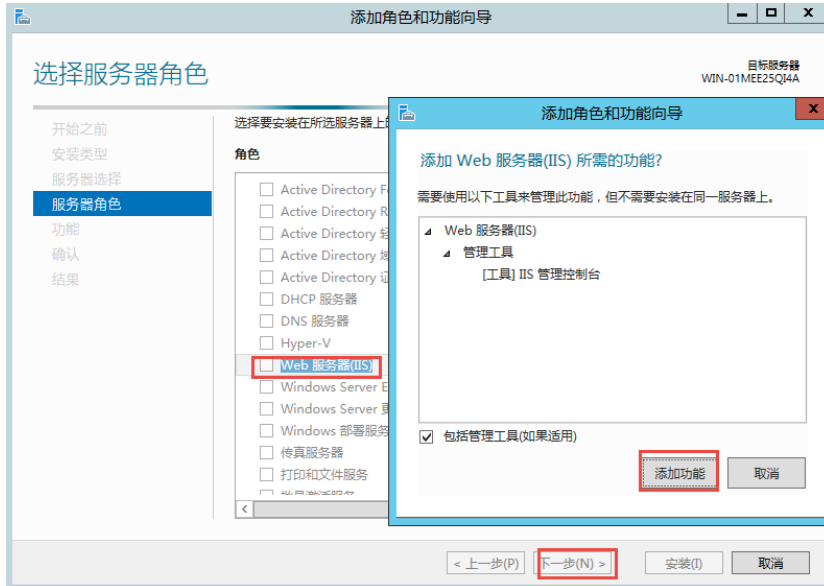 添加角色和功能向导
选择服务器角色
目标服务器
WIN-01MEE25QI4A
开始之前
安装类型
服务器选择
服务器角色
功能
确认
结果
选择要安装在所选服务器上的
角色
Active Directory
Active Directory
Active Directory
Active Directory
Active Directory
DHCP 服务器
DNS 服务器
Hyper-V
Web 服务器(IIS)
Windows Server
Windows Server
Windows 部署服务
传真服务器
打印和文件服务
批量激活服务
添加角色和功能向导
添加 Web 服务器(IIS) 所需的功能?
需要使用以下工具来管理此功能，但不需要安装在同一服务器上。
Web 服务器(IIS)
管理工具
[工具] IIS 管理控制台
包括管理工具(如果适用)
添加功能
取消
< 上一步(P)
下一步(N) >
安装(I)
取消